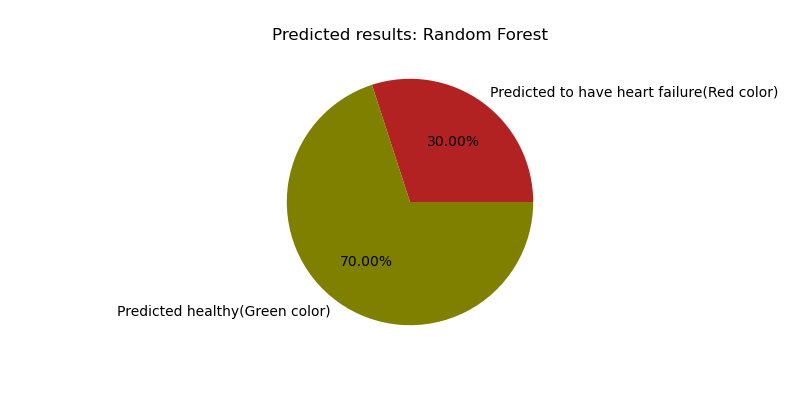 Predicted results: Random Forest
Predicted to have heart failure(Red color)
30.00%
70.00%
Predicted healthy(Green color)